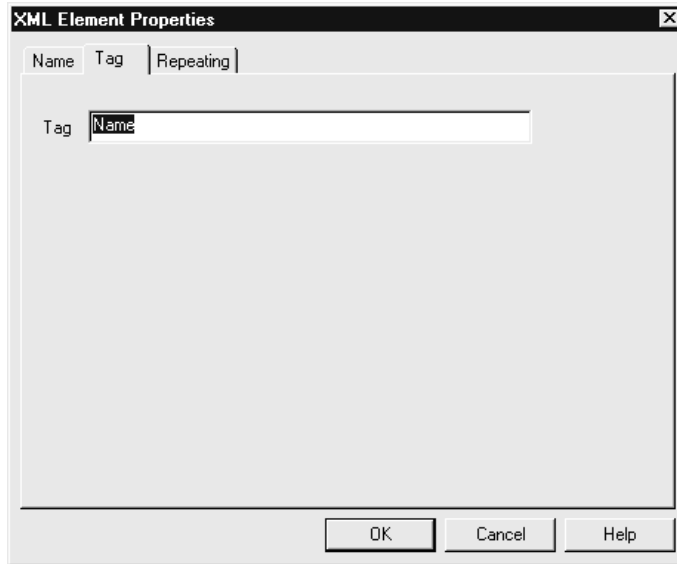 XML Element Properties
Name Tag Repeating
Tag Name
OK Cancel Help